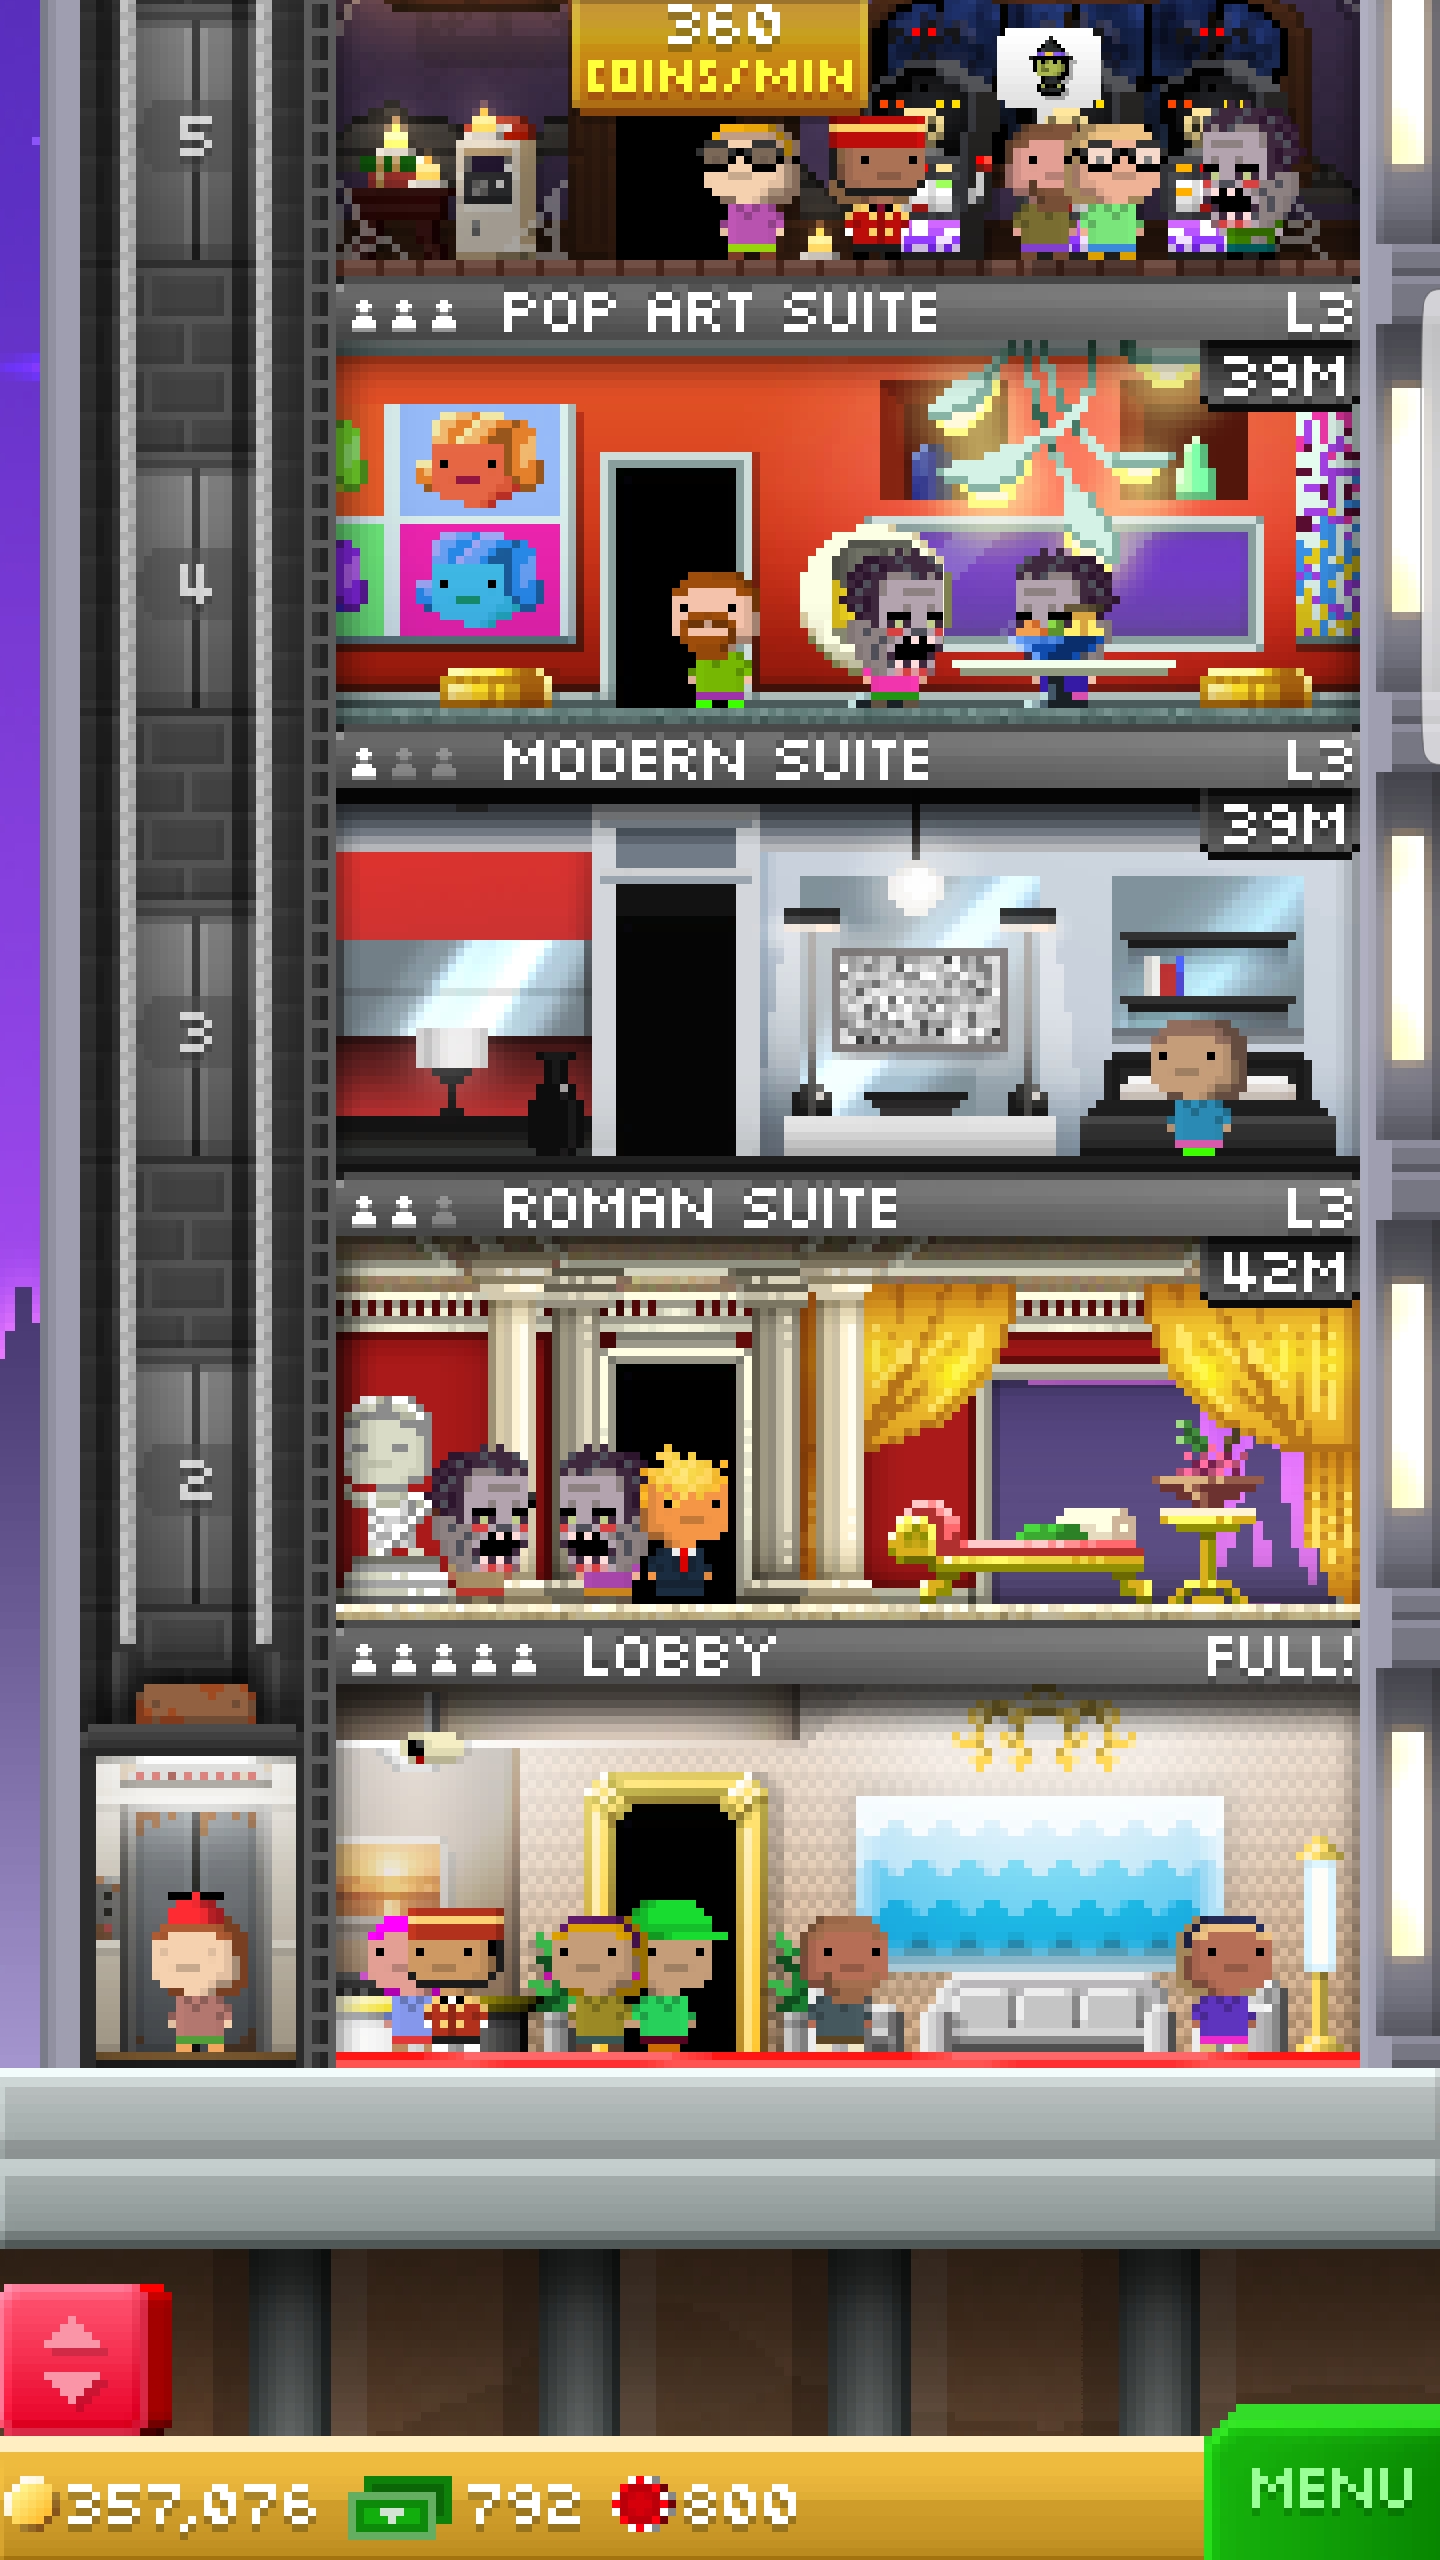 360
COINS/MIN
5
POP ART SUITE L3
39M
4
MODERN SUITE L3
39M
3
ROMAN SUITE L3
42M
2
LOBBY FULL!
357,076 792 800
MENU